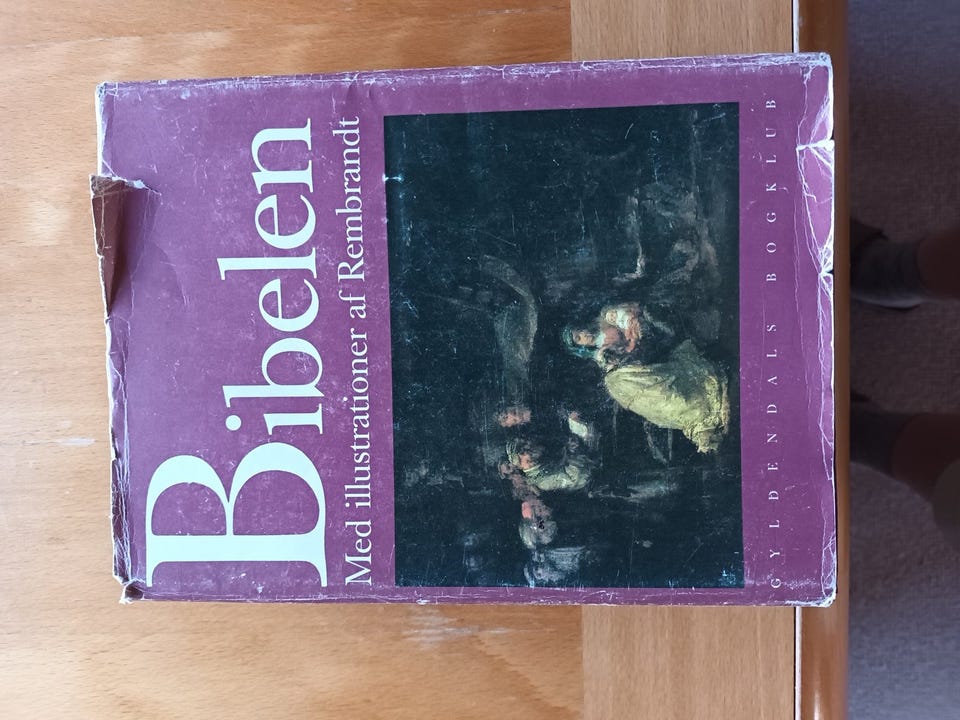 Bibelen
Med illustrationer af Rembrandt
GYLDENDALS BOGKLUB